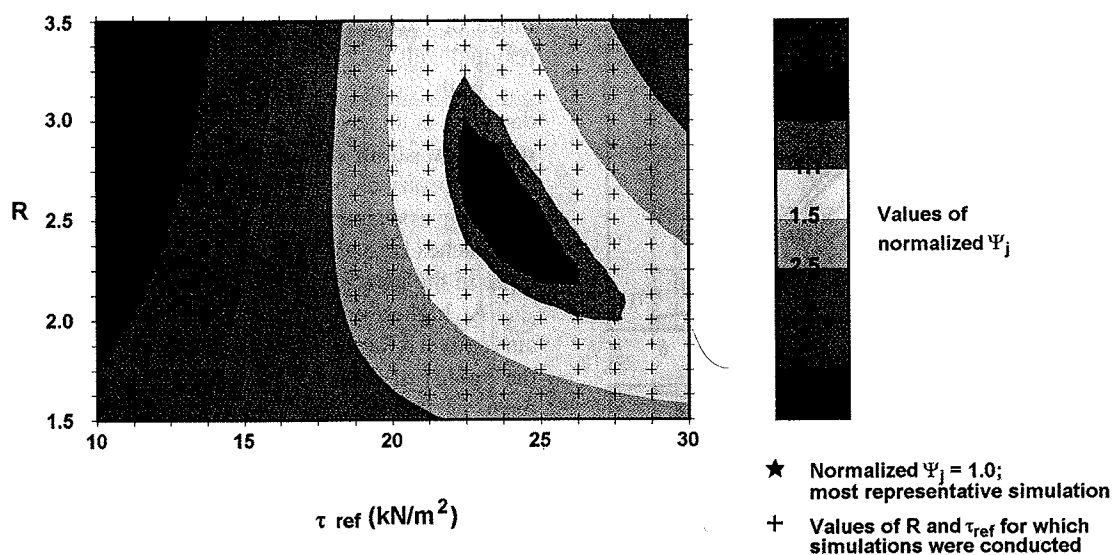 3.5
3.0
R
2.5
2.0
1.5
10 15 20 25 30
τ ref (kN/m²)
1.5
2.5
Values of
normalized Ψj
★ Normalized Ψj = 1.0;
most representative simulation
+ Values of R and τref for which
simulations were conducted